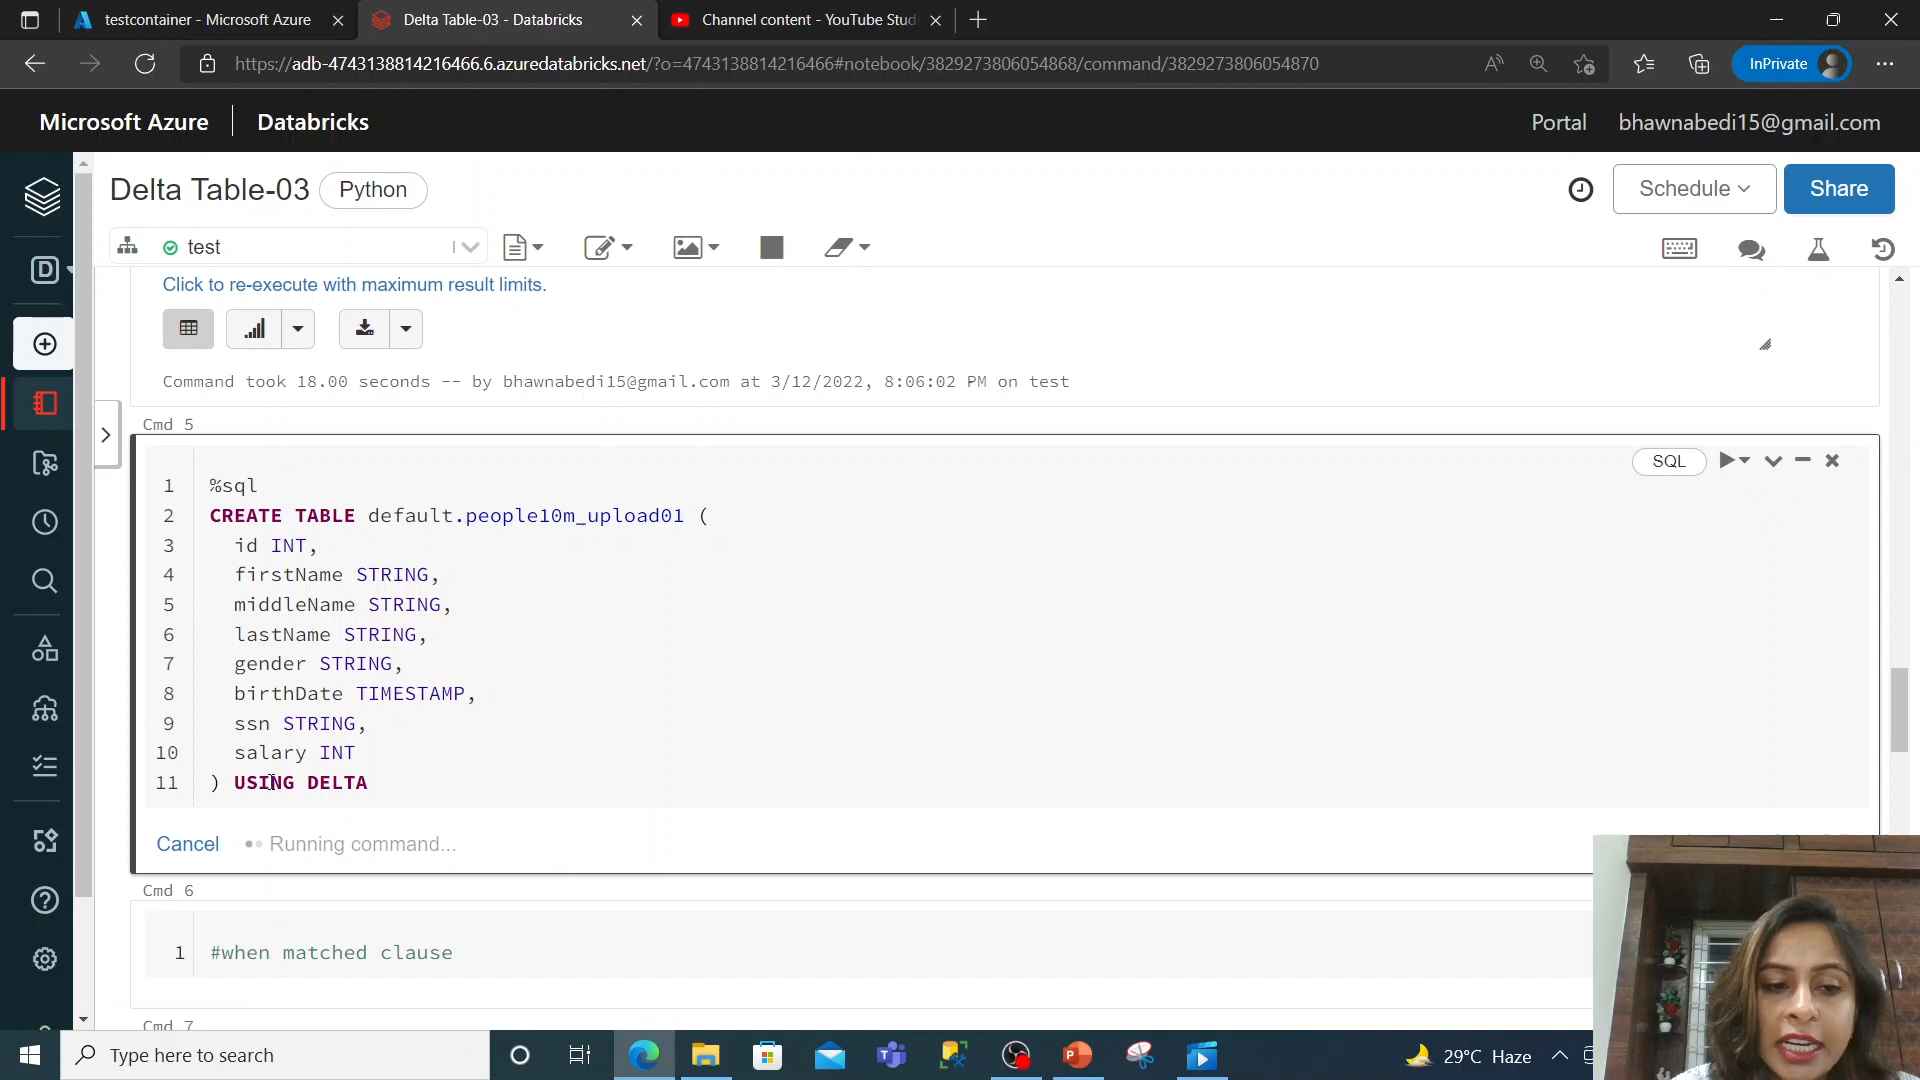 testcontainer - Microsoft Azure
Delta Table-03 - Databricks
Channel content - YouTube Stud
https://adb-4743138814216466.6.azuredatabricks.net/?o=4743138814216466#notebook/3829273806054868/command/3829273806054870
InPrivate
Microsoft Azure
Databricks
Portal
bhawnabedi15@gmail.com
Delta Table-03
Python
Schedule
Share
test
Click to re-execute with maximum result limits.
Command took 18.00 seconds -- by bhawnabedi15@gmail.com at 3/12/2022, 8:06:02 PM on test
Cmd 5
SQL
1 %sql
2 CREATE TABLE default.people10m_upload01 (
3 id INT,
4 firstName STRING,
5 middleName STRING,
6 lastName STRING,
7 gender STRING,
8 birthDate TIMESTAMP,
9 ssn STRING,
10 salary INT
11 ) USING DELTA
Cancel
Running command...
Cmd 6
1 #when matched clause
Cmd 7
Type here to search
29°C Haze